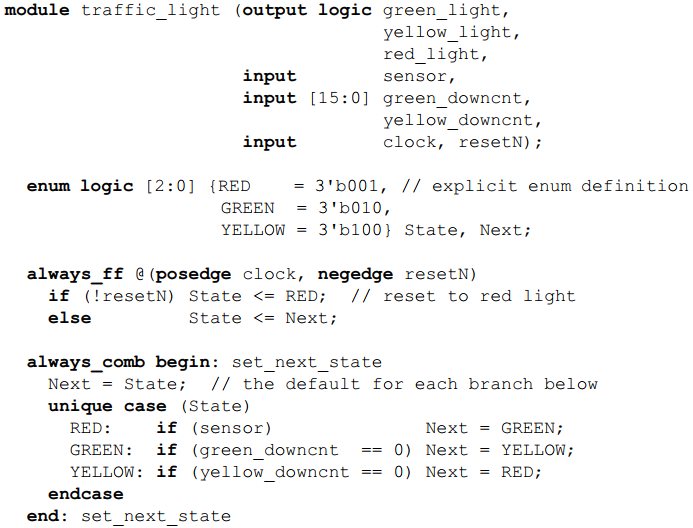 module traffic_light (output logic green_light,
                                   yellow_light,
                                   red_light,
                      input        sensor,
                      input [15:0] green_downcnt,
                                   yellow_downcnt,
                      input        clock, resetN);
  enum logic [2:0] {RED    = 3'b001, // explicit enum definition
                    GREEN  = 3'b010,
                    YELLOW = 3'b100} State, Next;
  always_ff @(posedge clock, negedge resetN)
    if (!resetN) State <= RED;  // reset to red light
    else         State <= Next;
  always_comb begin: set_next_state
    Next = State;  // the default for each branch below
    unique case (State)
      RED:    if (sensor)              Next = GREEN;
      GREEN:  if (green_downcnt  == 0) Next = YELLOW;
      YELLOW: if (yellow_downcnt == 0) Next = RED;
    endcase
  end: set_next_state